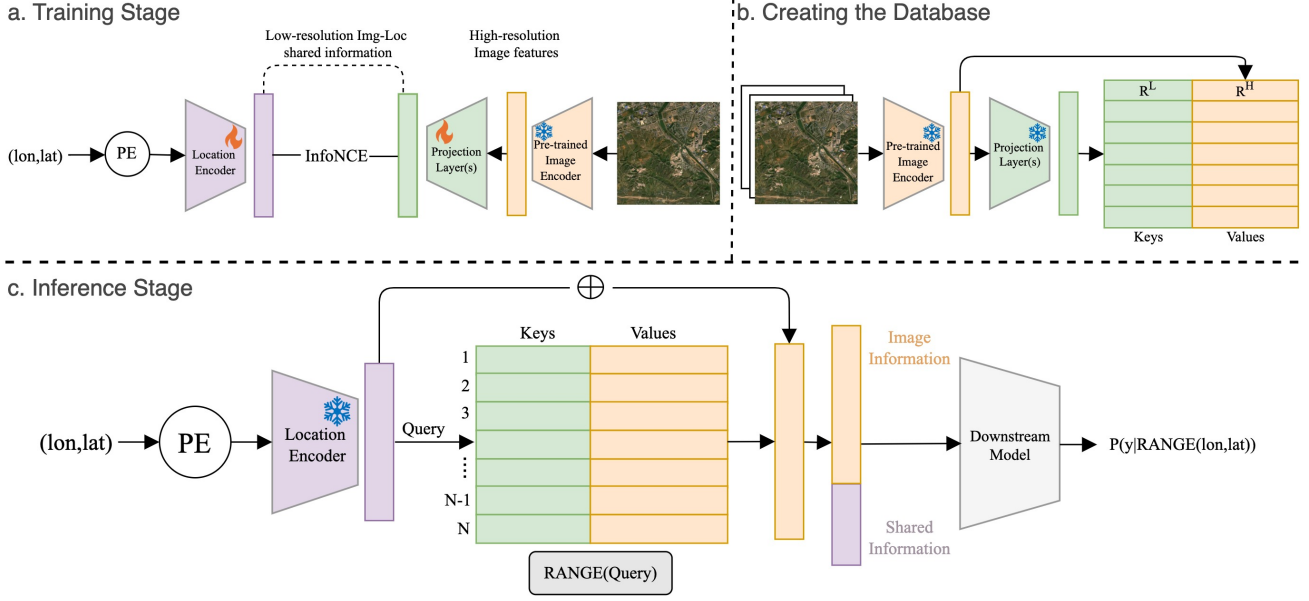 a. Training Stage
Low-resolution Img-Loc
shared information
High-resolution
Image features
(lon,lat)
PE
Location
Encoder
InfoNCE
Projection
Layer(s)
Pre-trained
Image
Encoder
b. Creating the Database
Pre-trained
Image
Encoder
Projection
Layer(s)
R^L
R^H
Keys
Values
c. Inference Stage
(lon,lat)
PE
Location
Encoder
Query
Keys
Values
1
2
3
⋮
N-1
N
RANGE(Query)
Image
Information
Shared
Information
Downstream
Model
P(y|RANGE(lon,lat))